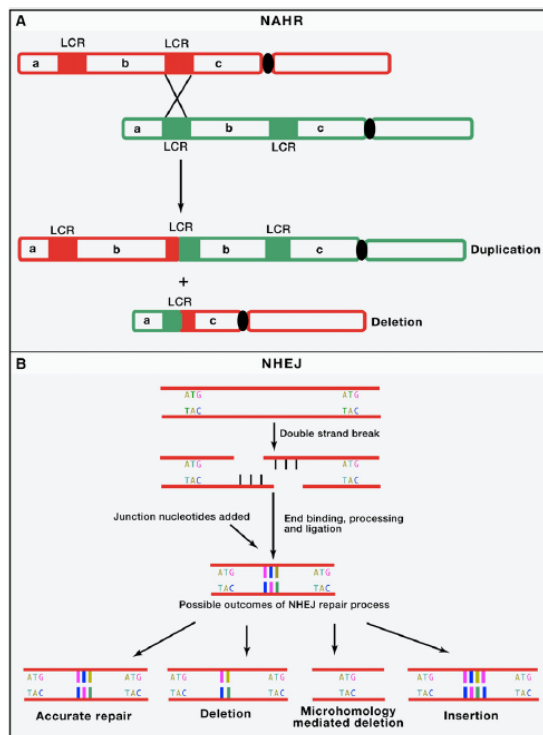 A
NAHR
LCR LCR
a b c
a b c
LCR LCR
LCR LCR LCR
a b b c
Duplication
+
LCR
a c
Deletion
B
NHEJ
ATG ATG
TAC TAC
Double strand break
ATG ATG
TAC TAC
Junction nucleotides added
End binding, processing
and ligation
ATG ATG
TAC TAC
Possible outcomes of NHEJ repair process
ATG ATG ATG ATG ATG ATG ATG
TAC TAC TAC TAC TAC TAC TAC
Accurate repair
Deletion
Microhomology
mediated deletion
Insertion